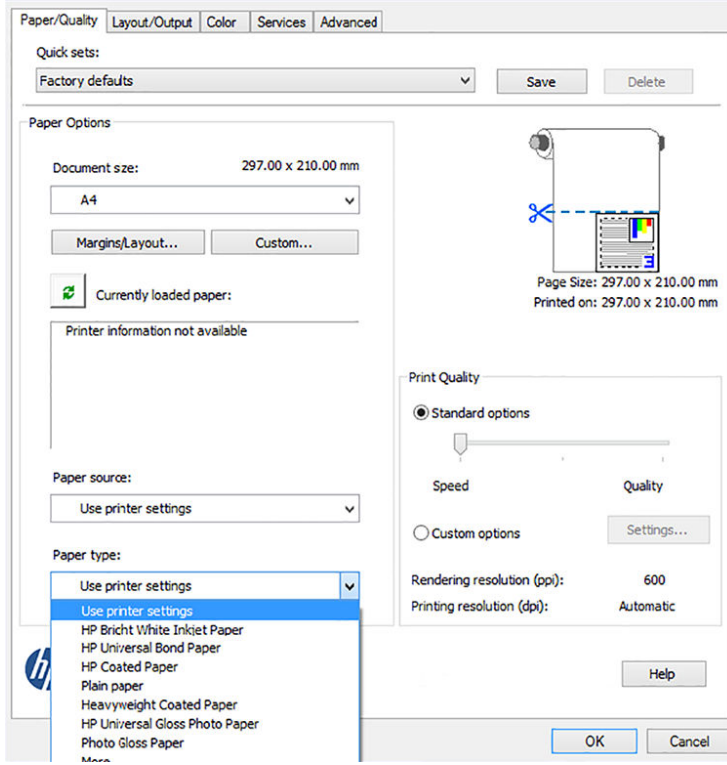 Paper/Quality Layout/Output Color Services Advanced
Quick sets:
Factory defaults Save Delete
Paper Options
Document size: 297.00 x 210.00 mm
A4
Margins/Layout... Custom...
Currently loaded paper:
Printer information not available
Paper source:
Use printer settings
Paper type:
Use printer settings
Use printer settings
HP Bricht White Inkjet Paper
HP Universal Bond Paper
HP Coated Paper
Plain paper
Heavyweight Coated Paper
HP Universal Gloss Photo Paper
Photo Gloss Paper
More
Page Size: 297.00 x 210.00 mm
Printed on: 297.00 x 210.00 mm
Print Quality
Standard options
Speed Quality
Custom options Settings...
Rendering resolution (ppi): 600
Printing resolution (dpi): Automatic
hp
Help
OK Cancel